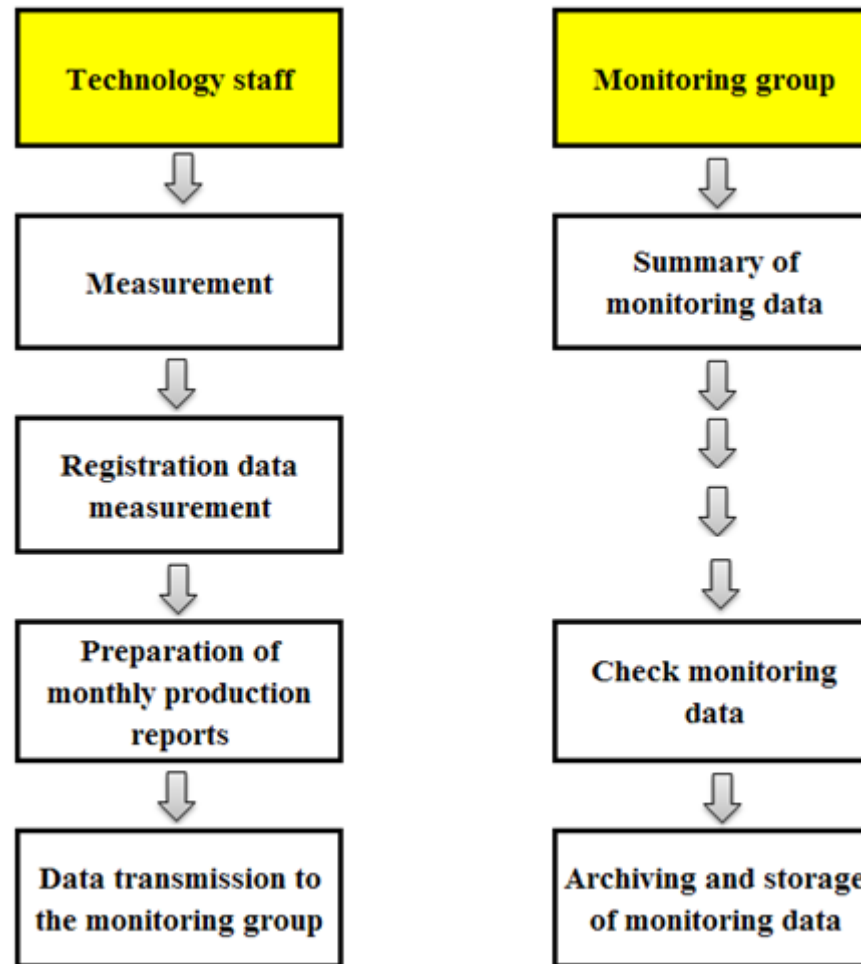 Technology staff
Measurement
Registration data
measurement
Preparation of
monthly production
reports
Data transmission to
the monitoring group
Monitoring group
Summary of
monitoring data
Check monitoring
data
Archiving and storage
of monitoring data